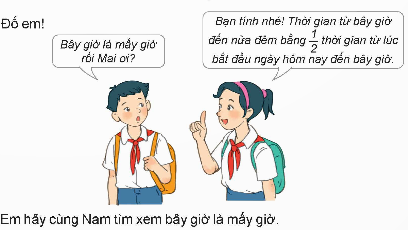 Đố em!
Bây giờ là mấy giờ
rồi Mai ơi?
Bạn tính nhé! Thời gian từ bây giờ
đến nửa đêm bằng 1/2 thời gian từ lúc
bắt đầu ngày hôm nay đến bây giờ.
Em hãy cùng Nam tìm xem bây giờ là mấy giờ.